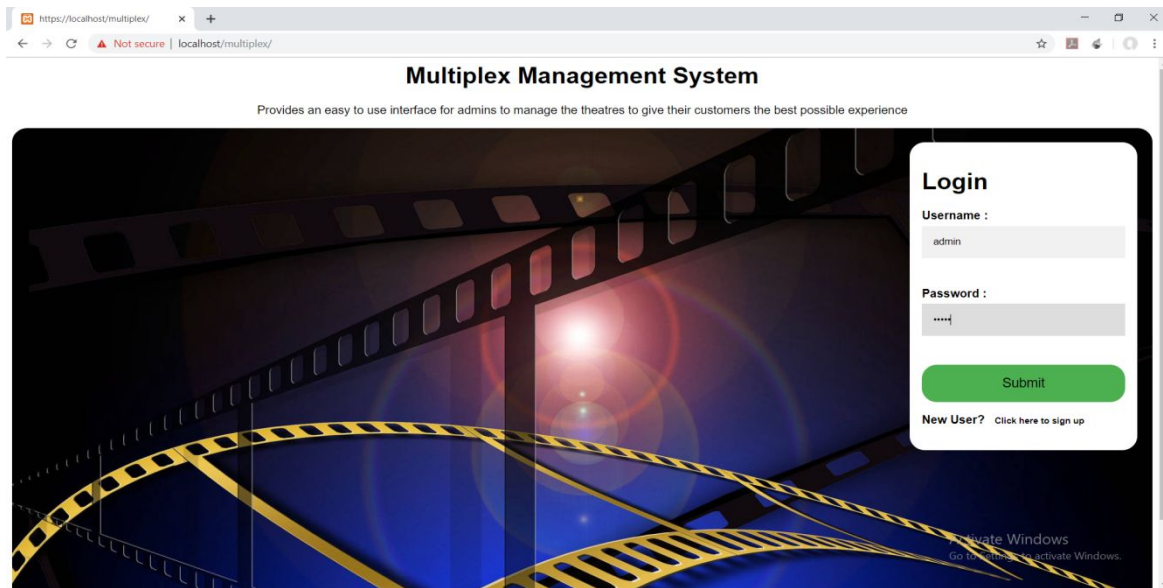 https://localhost/multiplex/
Not secure | localhost/multiplex/
Multiplex Management System
Provides an easy to use interface for admins to manage the theatres to give their customers the best possible experience
Login
Username :
admin
Password :
•••••
Submit
New User? Click here to sign up
Activate Windows
Go to Settings to activate Windows.